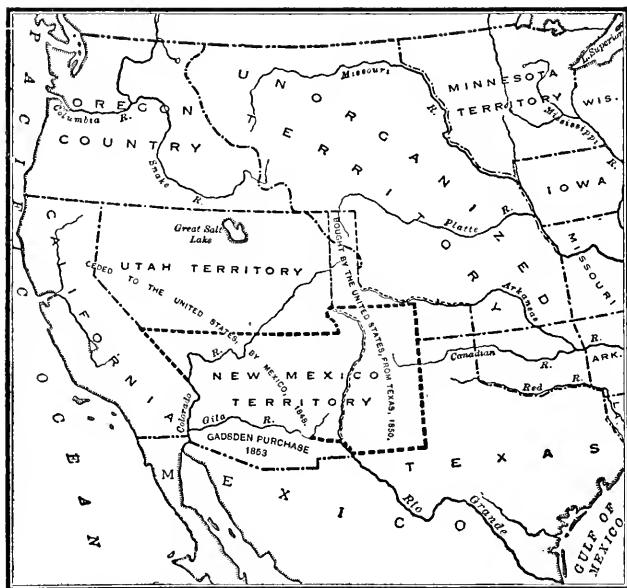 PACIFIC OCEAN
L. Superior
UNORGANIZED TERRITORY
Missouri R.
MINNESOTA
TERRITORY
WIS.
Mississippi R.
OREGON
COUNTRY
Columbia R.
Snake R.
IOWA
CALIFORNIA
Great Salt
Lake
UTAH TERRITORY
Platte R.
BOUGHT BY THE UNITED STATES, FROM TEXAS, 1850.
MISSOURI
CEDED TO THE UNITED STATES, BY MEXICO, 1848.
Arkansas R.
Canadian R.
ARK.
Red R.
L
NEW MEXICO
TERRITORY
Colorado R.
Gila R.
GADSDEN PURCHASE
1853
TEXAS
MEXICO
Rio Grande
GULF OF
MEXICO.